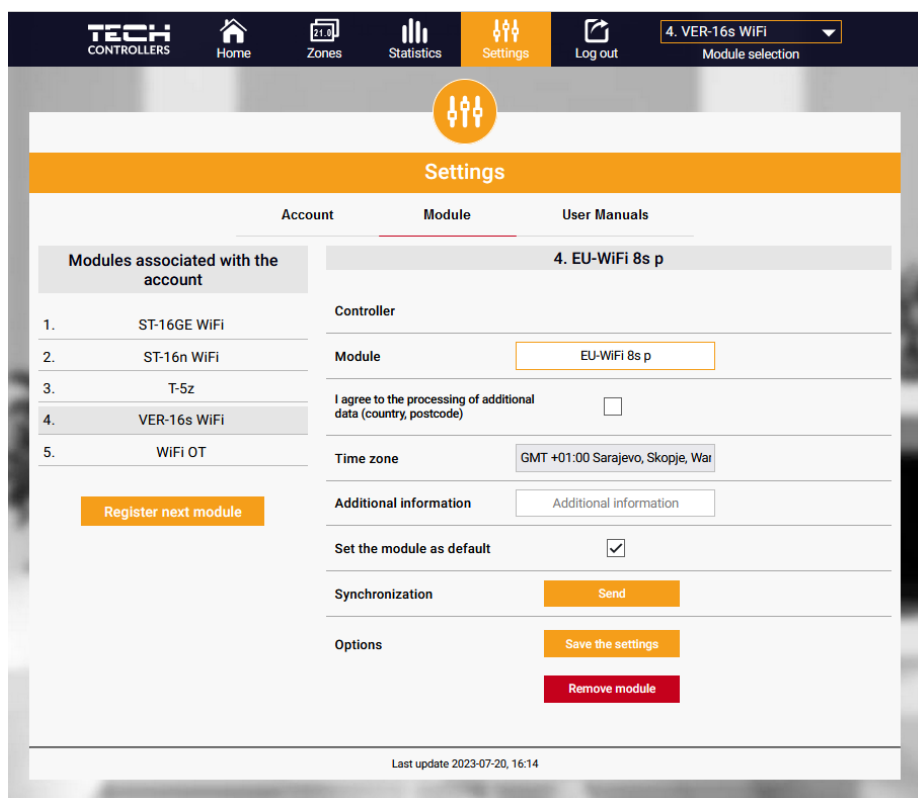 TECH
CONTROLLERS
Home
21.0
Zones
Statistics
Settings
Log out
4. VER-16s WiFi
Module selection
Settings
Account
Module
User Manuals
Modules associated with the
account
1. ST-16GE WiFi
2. ST-16n WiFi
3. T-5z
4. VER-16s WiFi
5. WiFi OT
Register next module
4. EU-WiFi 8s p
Controller
Module EU-WiFi 8s p
I agree to the processing of additional
data (country, postcode)
Time zone GMT +01:00 Sarajevo, Skopje, War
Additional information Additional information
Set the module as default
Synchronization Send
Options Save the settings
Remove module
Last update 2023-07-20, 16:14